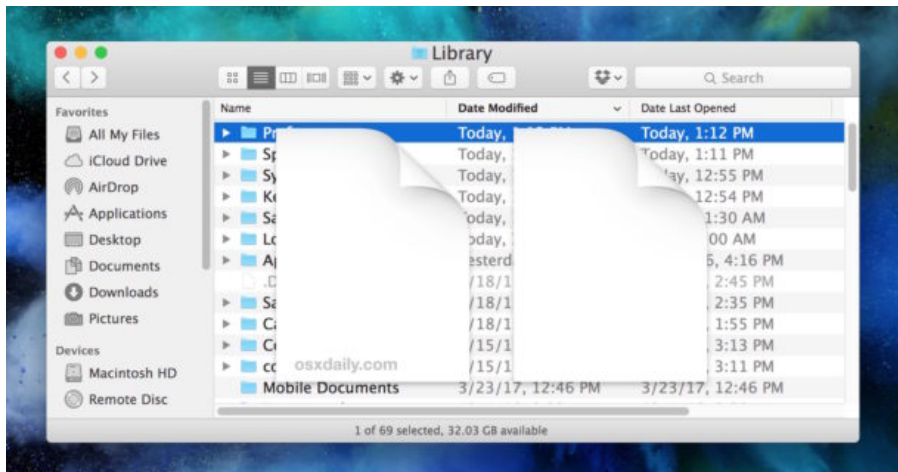 Library
Search
Favorites
All My Files
iCloud Drive
AirDrop
Applications
Desktop
Documents
Downloads
Pictures
Devices
Macintosh HD
Remote Disc
Name Date Modified Date Last Opened
Today, Today, 1:12 PM
Today, Today, 1:11 PM
Today, 12:55 PM
Today, 12:54 PM
Today, 1:30 AM
00 AM
4:16 PM
2:45 PM
2:35 PM
1:55 PM
3:13 PM
3:11 PM
osxdaily.com
Mobile Documents 3/23/17, 12:46 PM 3/23/17, 12:46 PM
1 of 69 selected, 32.03 GB available